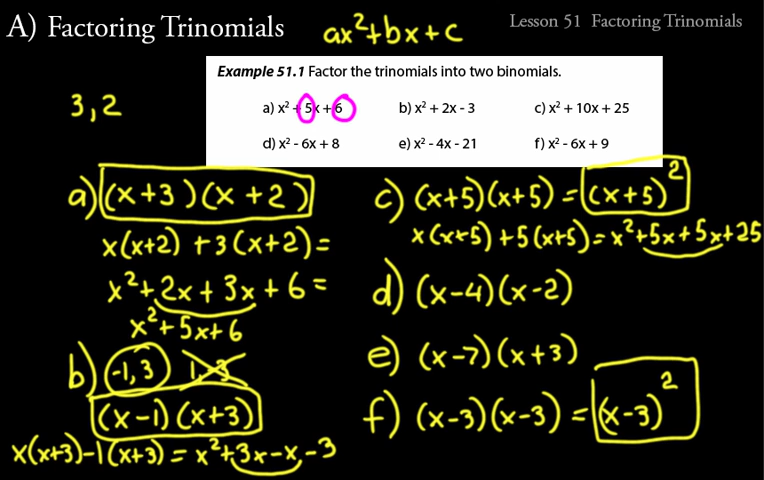 A) Factoring Trinomials
ax²+bx+c
Lesson 51 Factoring Trinomials
Example 51.1 Factor the trinomials into two binomials.
a) x² + 5x + 6
b) x² + 2x - 3
c) x² + 10x + 25
d) x² - 6x + 8
e) x² - 4x - 21
f) x² - 6x + 9
3,2
a) (x+3)(x+2)
x(x+2) +3(x+2)=
x²+2x+3x+6=
x²+5x+6
b) -1,3 1,-3
(x-1)(x+3)
x(x+3)-1(x+3) = x²+3x-x-3
c) (x+5)(x+5) = (x+5)²
x(x+5)+5(x+5)=x²+5x+5x+25
d) (x-4)(x-2)
e) (x-7)(x+3)
f) (x-3)(x-3) = (x-3)²